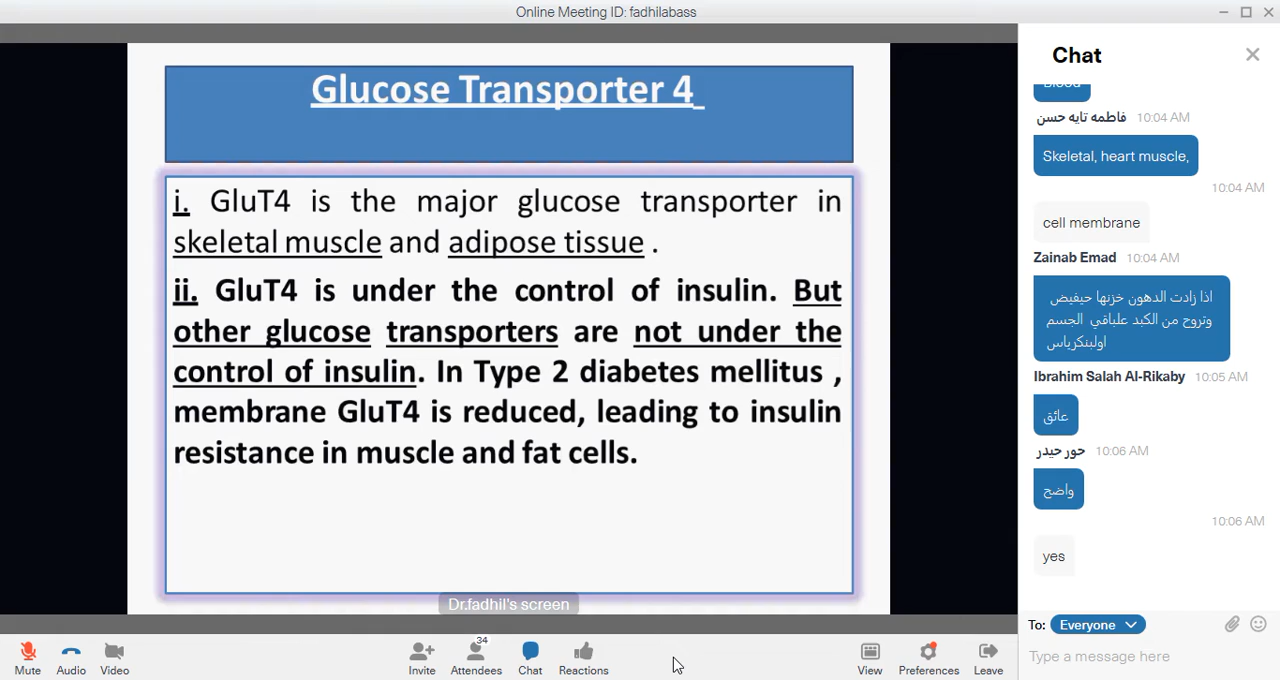 Online Meeting ID: fadhilabass
Glucose Transporter 4
i. GluT4 is the major glucose transporter in
skeletal muscle and adipose tissue .
ii. GluT4 is under the control of insulin. But
other glucose transporters are not under the
control of insulin. In Type 2 diabetes mellitus ,
membrane GluT4 is reduced, leading to insulin
resistance in muscle and fat cells.
Dr.fadhil's screen
Chat
فاطمه تايه حسن 10:04 AM
Skeletal, heart muscle,
10:04 AM
cell membrane
Zainab Emad 10:04 AM
اذا زادت الدهون خزنها حيفيض
وتروح من الكبد علباقي الجسم
اولبنكرياس
Ibrahim Salah Al-Rikaby 10:05 AM
عائق
حور حيدر 10:06 AM
واضح
10:06 AM
yes
To: Everyone
Type a message here
Mute
Audio
Video
Invite
34
Attendees
Chat
Reactions
View
Preferences
Leave